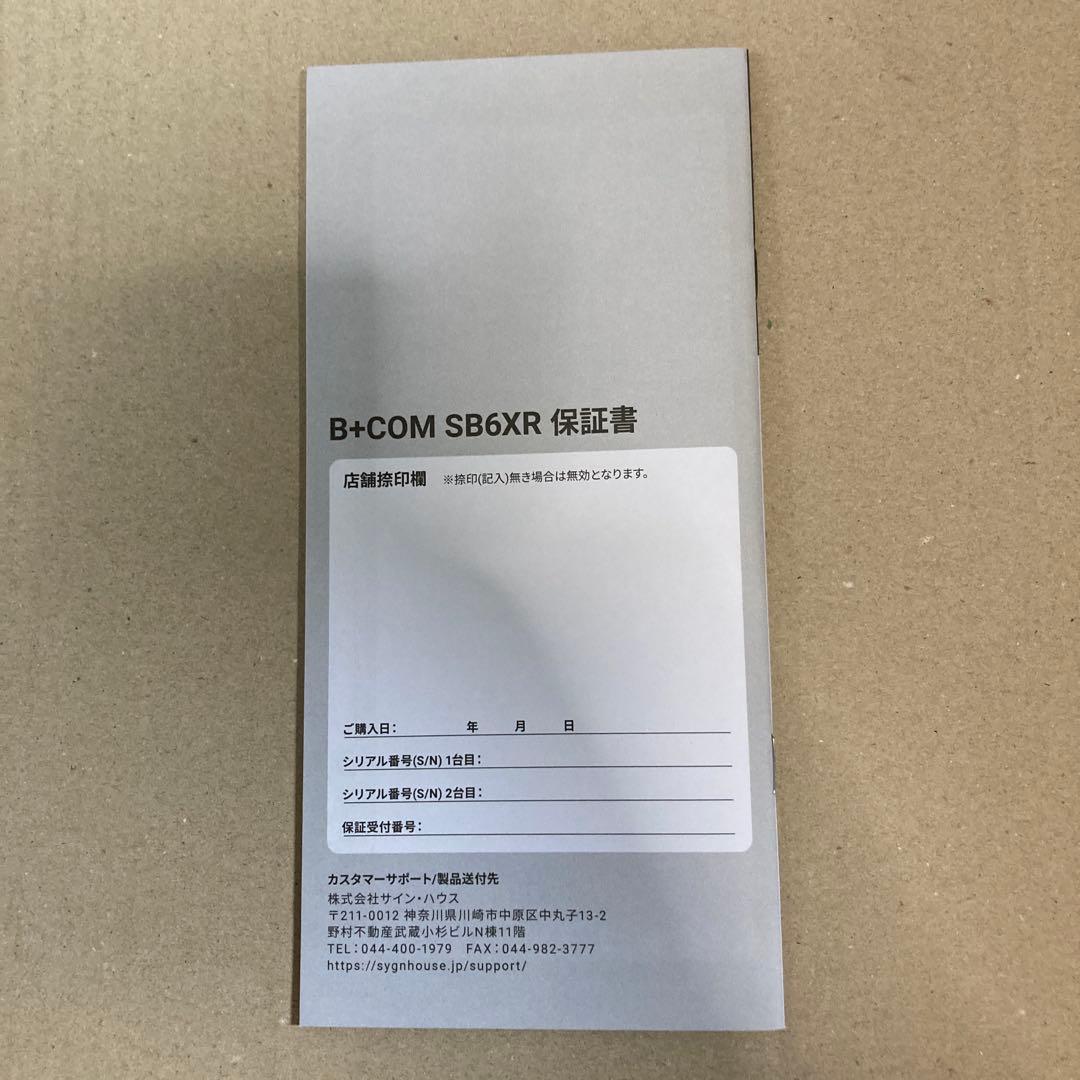 B+COM SB6XR 保証書
店舗捺印欄 ※捺印(記入)無き場合は無効となります。
ご購入日： 年 月 日
シリアル番号(S/N) 1台目：
シリアル番号(S/N) 2台目：
保証受付番号：
カスタマーサポート/製品送付先
株式会社サイン・ハウス
〒211-0012 神奈川県川崎市中原区中丸子13-2
野村不動産武蔵小杉ビルN棟11階
TEL：044-400-1979 FAX：044-982-3777
https://sygnhouse.jp/support/